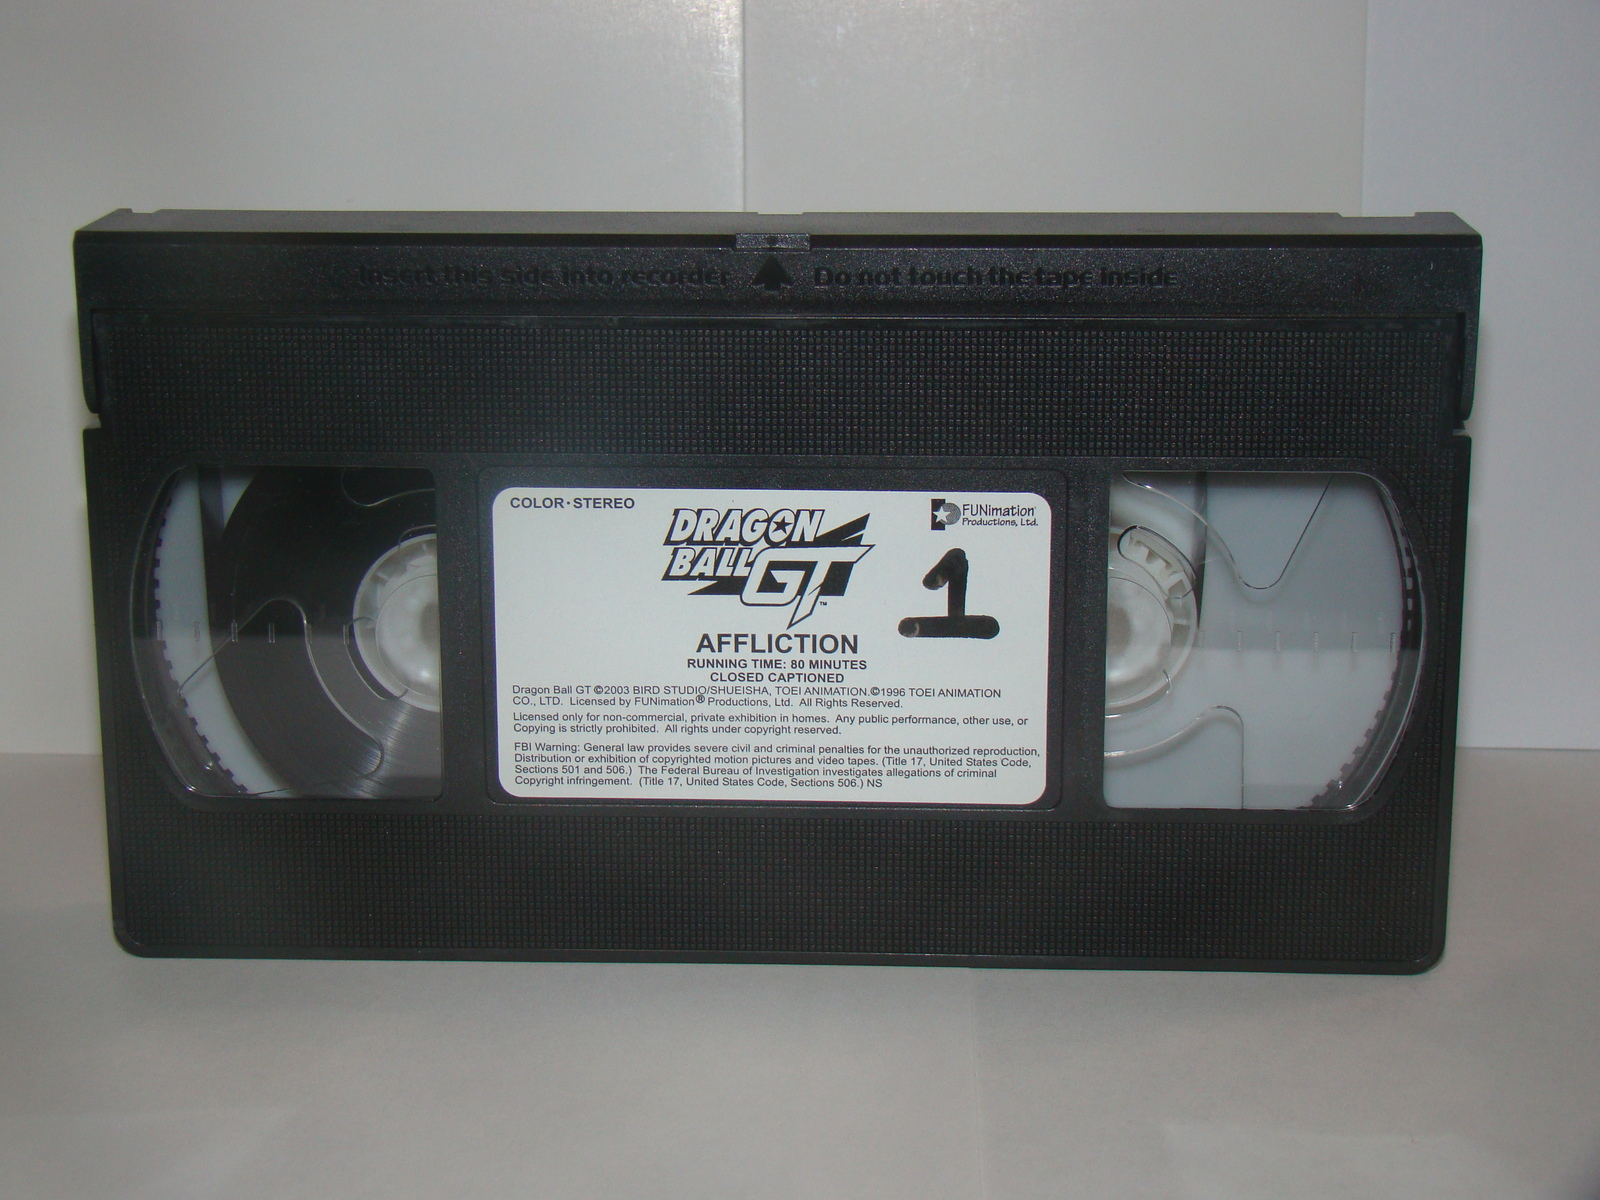 Insert this side into recorder Do not touch the tape inside
COLOR·STEREO
DRAGON
BALL GT™
FUNimation®
Productions, Ltd.
1
AFFLICTION
RUNNING TIME: 80 MINUTES
CLOSED CAPTIONED
Dragon Ball GT ©2003 BIRD STUDIO/SHUEISHA, TOEI ANIMATION.©1996 TOEI ANIMATION
CO., LTD. Licensed by FUNimation® Productions, Ltd. All Rights Reserved.
Licensed only for non-commercial, private exhibition in homes. Any public performance, other use, or
Copying is strictly prohibited. All rights under copyright reserved.
FBI Warning: General law provides severe civil and criminal penalties for the unauthorized reproduction,
Distribution or exhibition of copyrighted motion pictures and video tapes. (Title 17, United States Code,
Sections 501 and 506.) The Federal Bureau of Investigation investigates allegations of criminal
Copyright infringement. (Title 17, United States Code, Sections 506.) NS